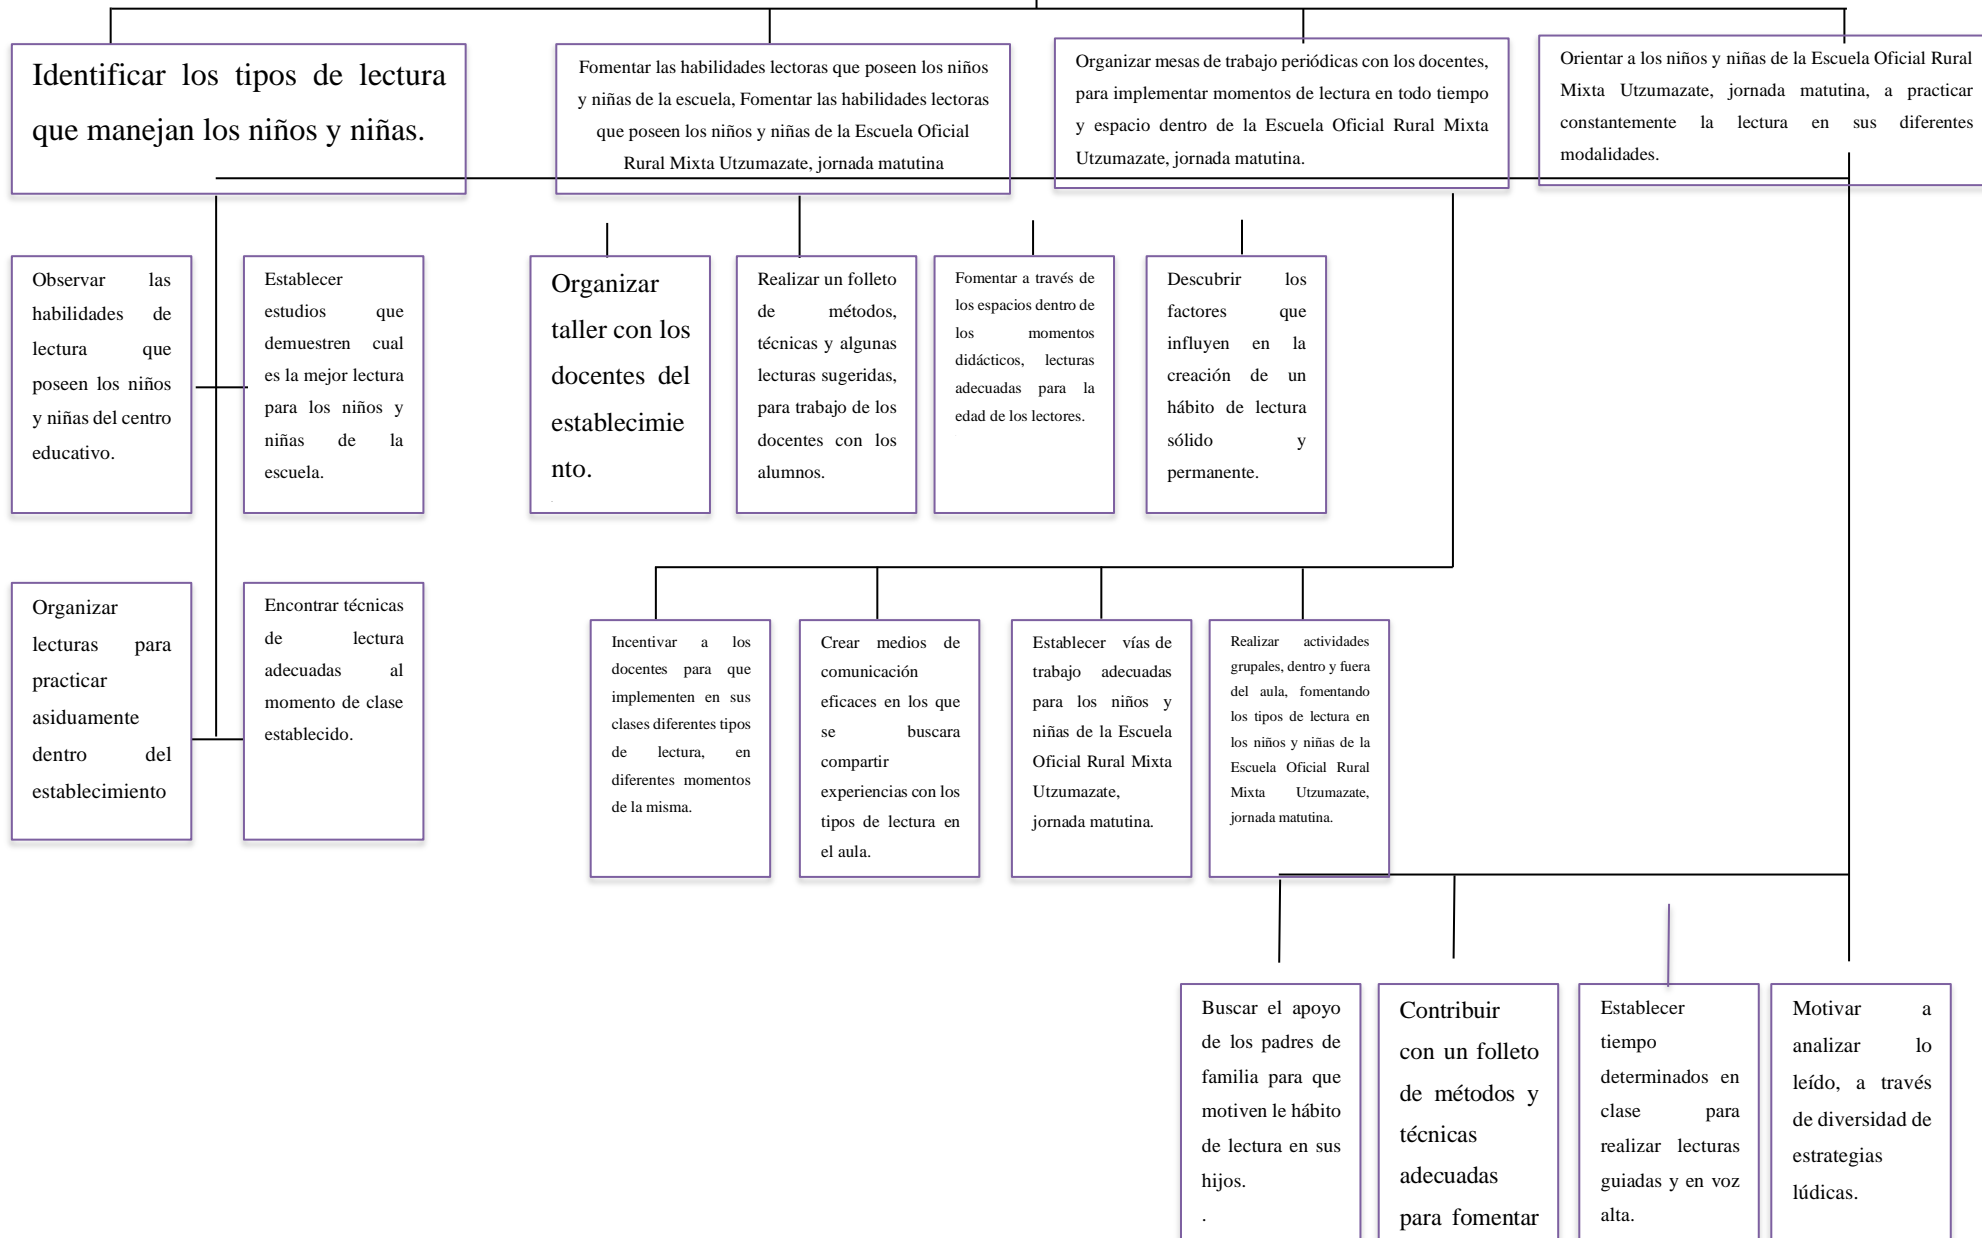 Identificar los tipos de lectura
que manejan los niños y niñas.
Fomentar las habilidades lectoras que poseen los niños
y niñas de la escuela, Fomentar las habilidades lectoras
que poseen los niños y niñas de la Escuela Oficial
Rural Mixta Utzumazate, jornada matutina
Organizar mesas de trabajo periódicas con los docentes,
para implementar momentos de lectura en todo tiempo
y espacio dentro de la Escuela Oficial Rural Mixta
Utzumazate, jornada matutina.
Orientar a los niños y niñas de la Escuela Oficial Rural
Mixta Utzumazate, jornada matutina, a practicar
constantemente la lectura en sus diferentes
modalidades.
Observar las
habilidades de
lectura que
poseen los niños
y niñas del centro
educativo.
Establecer
estudios que
demuestren cual
es la mejor lectura
para los niños y
niñas de la
escuela.
Organizar
taller con los
docentes del
establecimie
nto.
.
Realizar un folleto
de métodos,
técnicas y algunas
lecturas sugeridas,
para trabajo de los
docentes con los
alumnos.
Fomentar a través de
los espacios dentro de
los momentos
didácticos, lecturas
adecuadas para la
edad de los lectores.
.
Descubrir los
factores que
influyen en la
creación de un
hábito de lectura
sólido y
permanente.
Organizar
lecturas para
practicar
asiduamente
dentro del
establecimiento
Encontrar técnicas
de lectura
adecuadas al
momento de clase
establecido.
Incentivar a los
docentes para que
implementen en sus
clases diferentes tipos
de lectura, en
diferentes momentos
de la misma.
Crear medios de
comunicación
eficaces en los que
se buscara
compartir
experiencias con los
tipos de lectura en
el aula.
Establecer vías de
trabajo adecuadas
para los niños y
niñas de la Escuela
Oficial Rural Mixta
Utzumazate,
jornada matutina.
Realizar actividades
grupales, dentro y fuera
del aula, fomentando
los tipos de lectura en
los niños y niñas de la
Escuela Oficial Rural
Mixta Utzumazate,
jornada matutina.
Buscar el apoyo
de los padres de
familia para que
motiven le hábito
de lectura en sus
hijos.
.
Contribuir
con un folleto
de métodos y
técnicas
adecuadas
para fomentar
Establecer
tiempo
determinados en
clase para
realizar lecturas
guiadas y en voz
alta.
Motivar a
analizar lo
leído, a través
de diversidad de
estrategias
lúdicas.